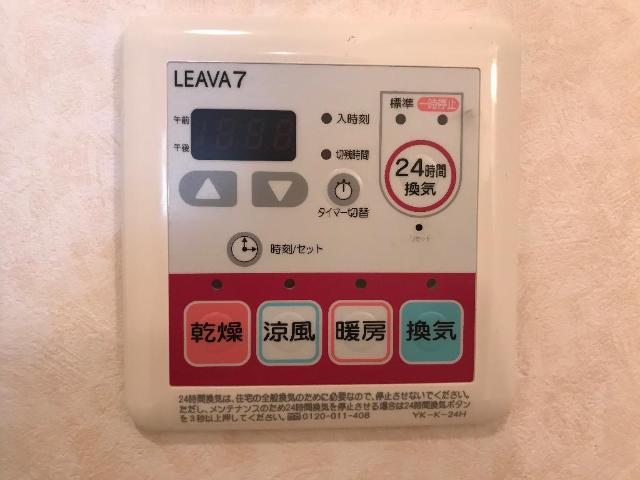 LEAVA7
標準 一時停止
午前
入時刻
午後
切残時間
24時間
換気
タイマー切替
リセット
時刻/セット
乾燥 涼風 暖房 換気
24時間換気は、住宅の全般換気のために必要なので、停止させないでください。
ただし、メンテナンスのため24時間換気を停止させる場合は24時間換気ボタン
を3秒以上押してください。 0120-011-408 YK-K-24H